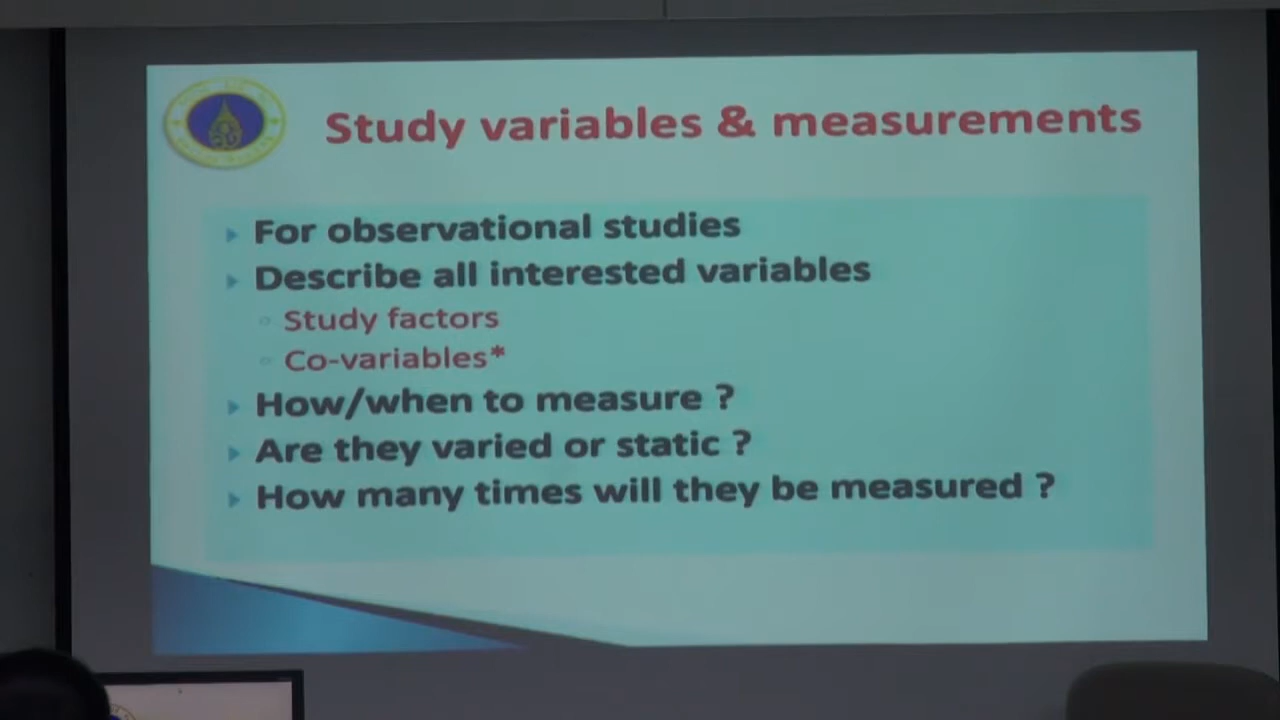 Study variables & measurements
For observational studies
Describe all interested variables
Study factors
Co-variables*
How/when to measure ?
Are they varied or static ?
How many times will they be measured ?